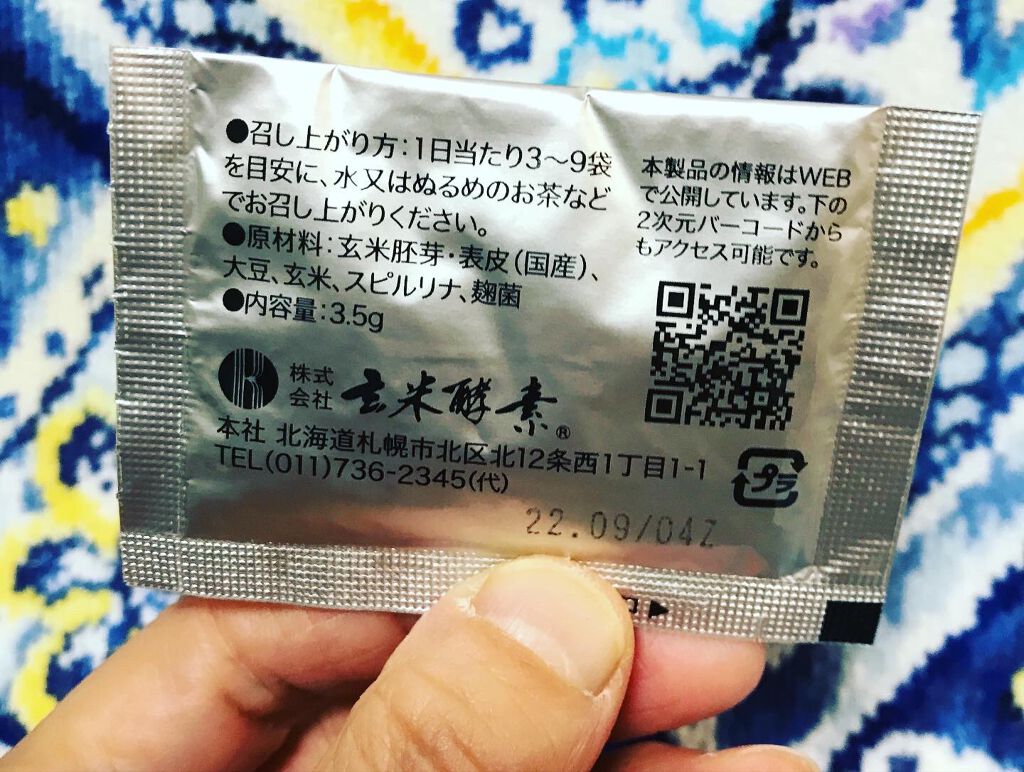 ●召し上がり方：1日当たり3～9袋
を目安に、水又はぬるめのお茶など
でお召し上がりください。
●原材料：玄米胚芽・表皮（国産）、
大豆、玄米、スピルリナ、麹菌
●内容量：3.5g
株式
会社 玄米酵素®
本社 北海道札幌市北区北12条西1丁目1-1
TEL(011)736-2345(代)
本製品の情報はWEB
で公開しています。下の
2次元バーコードから
もアクセス可能です。
プラ
22.09/04Z